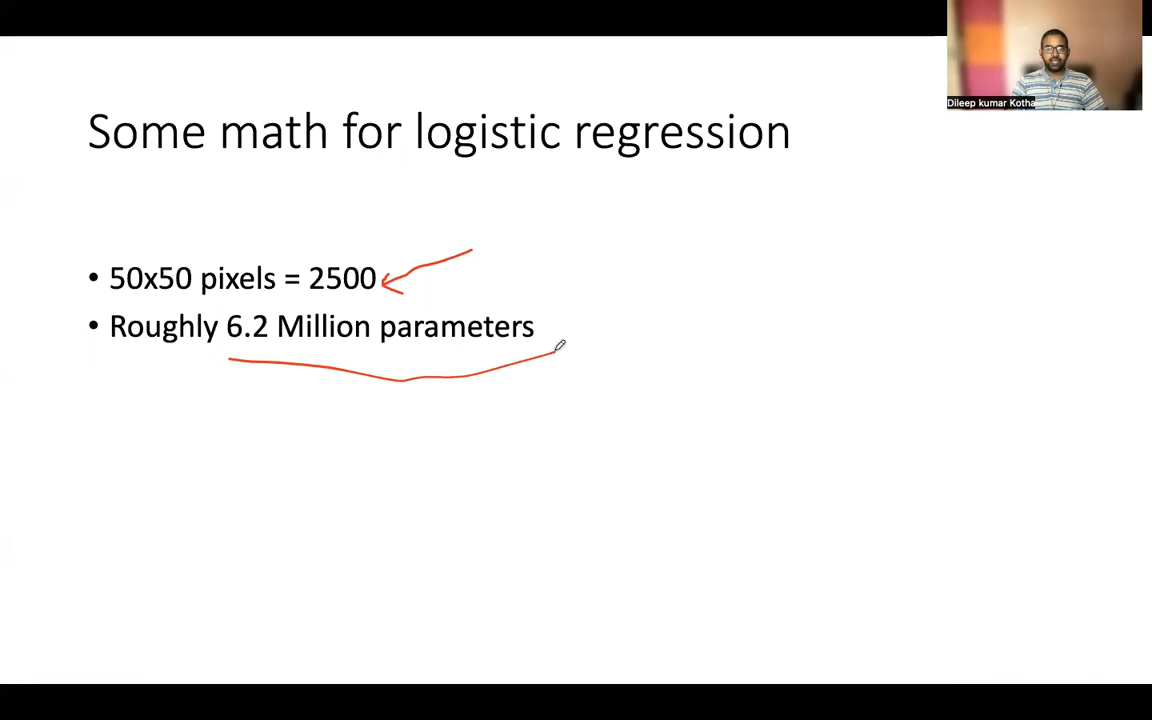 Dileep kumar Kotha
Some math for logistic regression
• 50x50 pixels = 2500
• Roughly 6.2 Million parameters